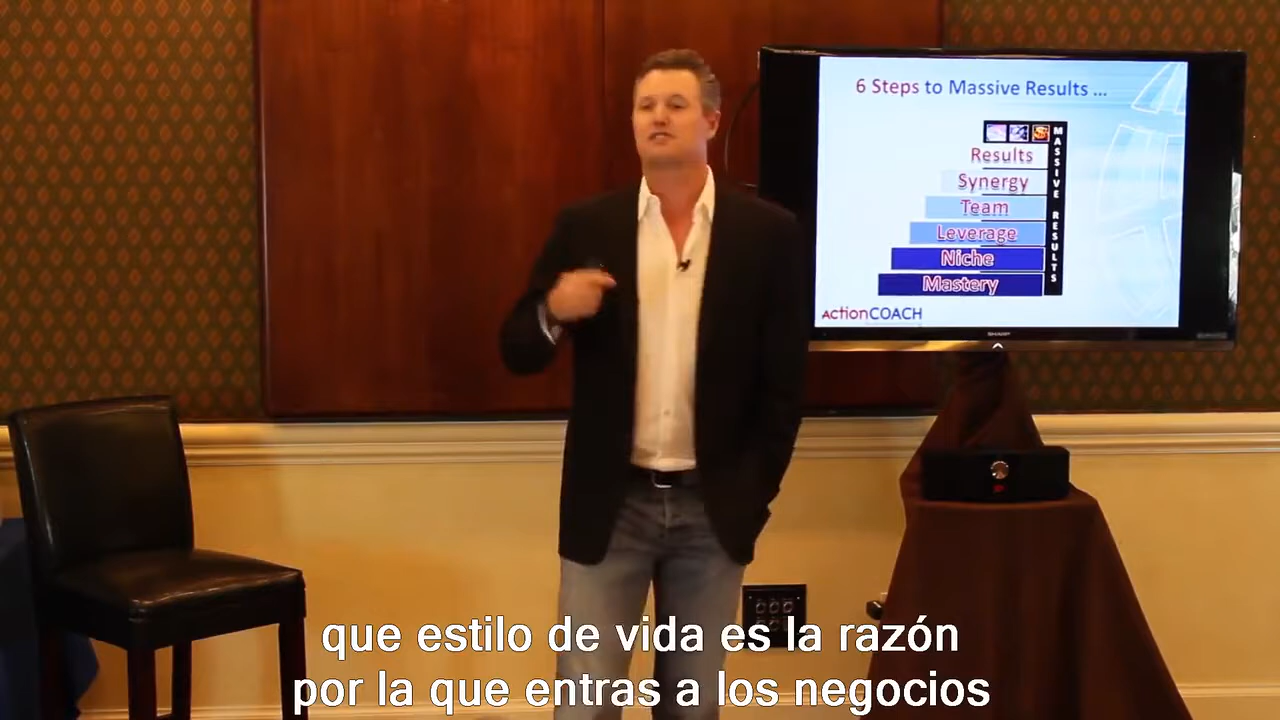 6 Steps to Massive Results ...
MASSIVE RESULTS
Results
Synergy
Team
Leverage
Niche
Mastery
ActionCOACH
SHARP
que estilo de vida es la razón
por la que entras a los negocios